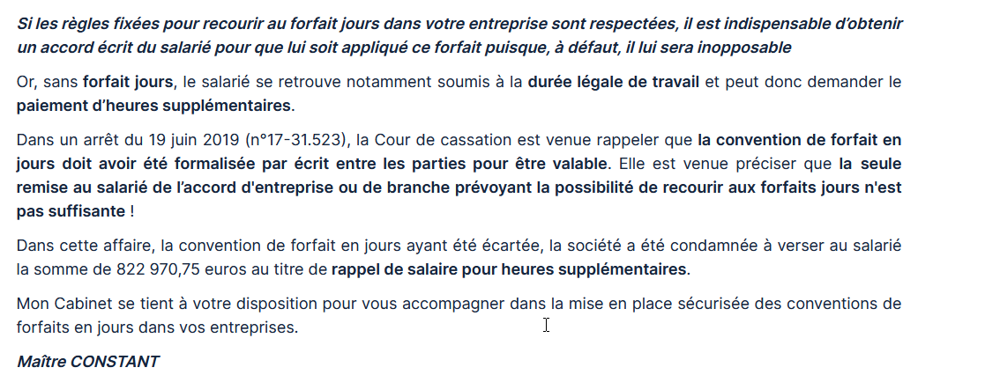 Si les règles fixées pour recourir au forfait jours dans votre entreprise sont respectées, il est indispensable d’obtenir
un accord écrit du salarié pour que lui soit appliqué ce forfait puisque, à défaut, il lui sera inopposable
Or, sans forfait jours, le salarié se retrouve notamment soumis à la durée légale de travail et peut donc demander le
paiement d’heures supplémentaires.
Dans un arrêt du 19 juin 2019 (n°17-31.523), la Cour de cassation est venue rappeler que la convention de forfait en
jours doit avoir été formalisée par écrit entre les parties pour être valable. Elle est venue préciser que la seule
remise au salarié de l’accord d'entreprise ou de branche prévoyant la possibilité de recourir aux forfaits jours n'est
pas suffisante !
Dans cette affaire, la convention de forfait en jours ayant été écartée, la société a été condamnée à verser au salarié
la somme de 822 970,75 euros au titre de rappel de salaire pour heures supplémentaires.
Mon Cabinet se tient à votre disposition pour vous accompagner dans la mise en place sécurisée des conventions de
forfaits en jours dans vos entreprises.
Maître CONSTANT